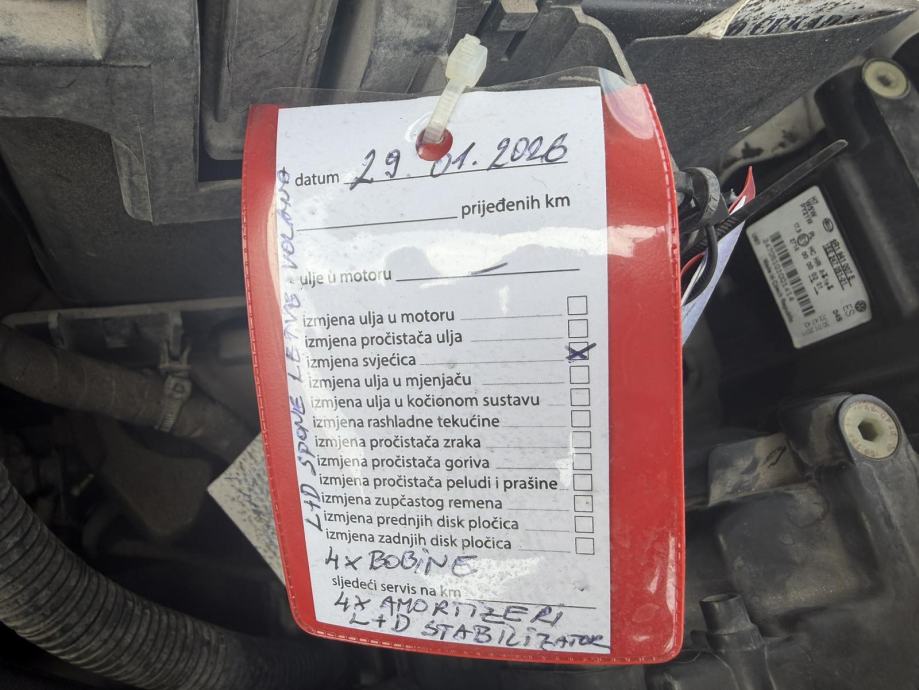 datum 29.01.2026
prijeđenih km
ulje u motoru
izmjena ulja u motoru
izmjena pročistača ulja
izmjena svjećica X
izmjena ulja u mjenjaču
izmjena ulja u kočionom sustavu
izmjena rashladne tekućine
izmjena pročistača zraka
izmjena pročistača goriva
izmjena pročistača peludi i prašine
izmjena zupčastog remena
izmjena prednjih disk pločica
izmjena zadnjih disk pločica
4x BOBINE
sljedeći servis na km
4x AMORTIZERI
L+D STABILIZATOR
L+D SPONE LETVE VOLANA